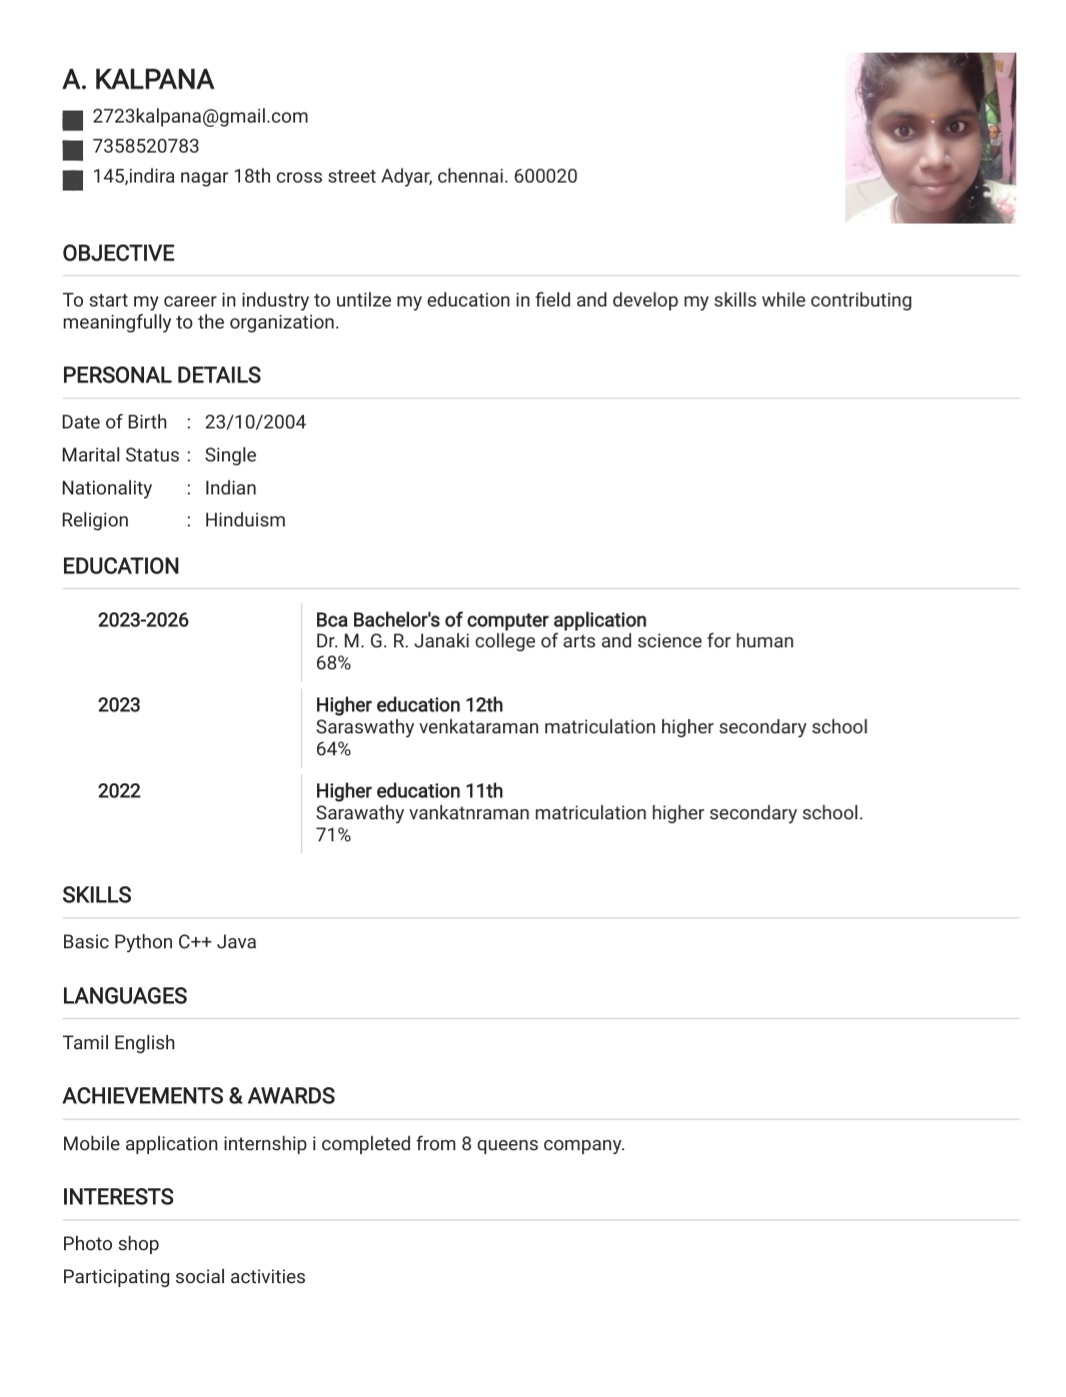 A. KALPANA
2723kalpana@gmail.com
7358520783
145,indira nagar 18th cross street Adyar, chennai. 600020
OBJECTIVE
To start my career in industry to untilze my education in field and develop my skills while contributing
meaningfully to the organization.
PERSONAL DETAILS
Date of Birth : 23/10/2004
Marital Status : Single
Nationality : Indian
Religion : Hinduism
EDUCATION
2023-2026 Bca Bachelor's of computer application
Dr. M. G. R. Janaki college of arts and science for human
68%
2023 Higher education 12th
Saraswathy venkataraman matriculation higher secondary school
64%
2022 Higher education 11th
Sarawathy vankatnraman matriculation higher secondary school.
71%
SKILLS
Basic Python C++ Java
LANGUAGES
Tamil English
ACHIEVEMENTS & AWARDS
Mobile application internship i completed from 8 queens company.
INTERESTS
Photo shop
Participating social activities